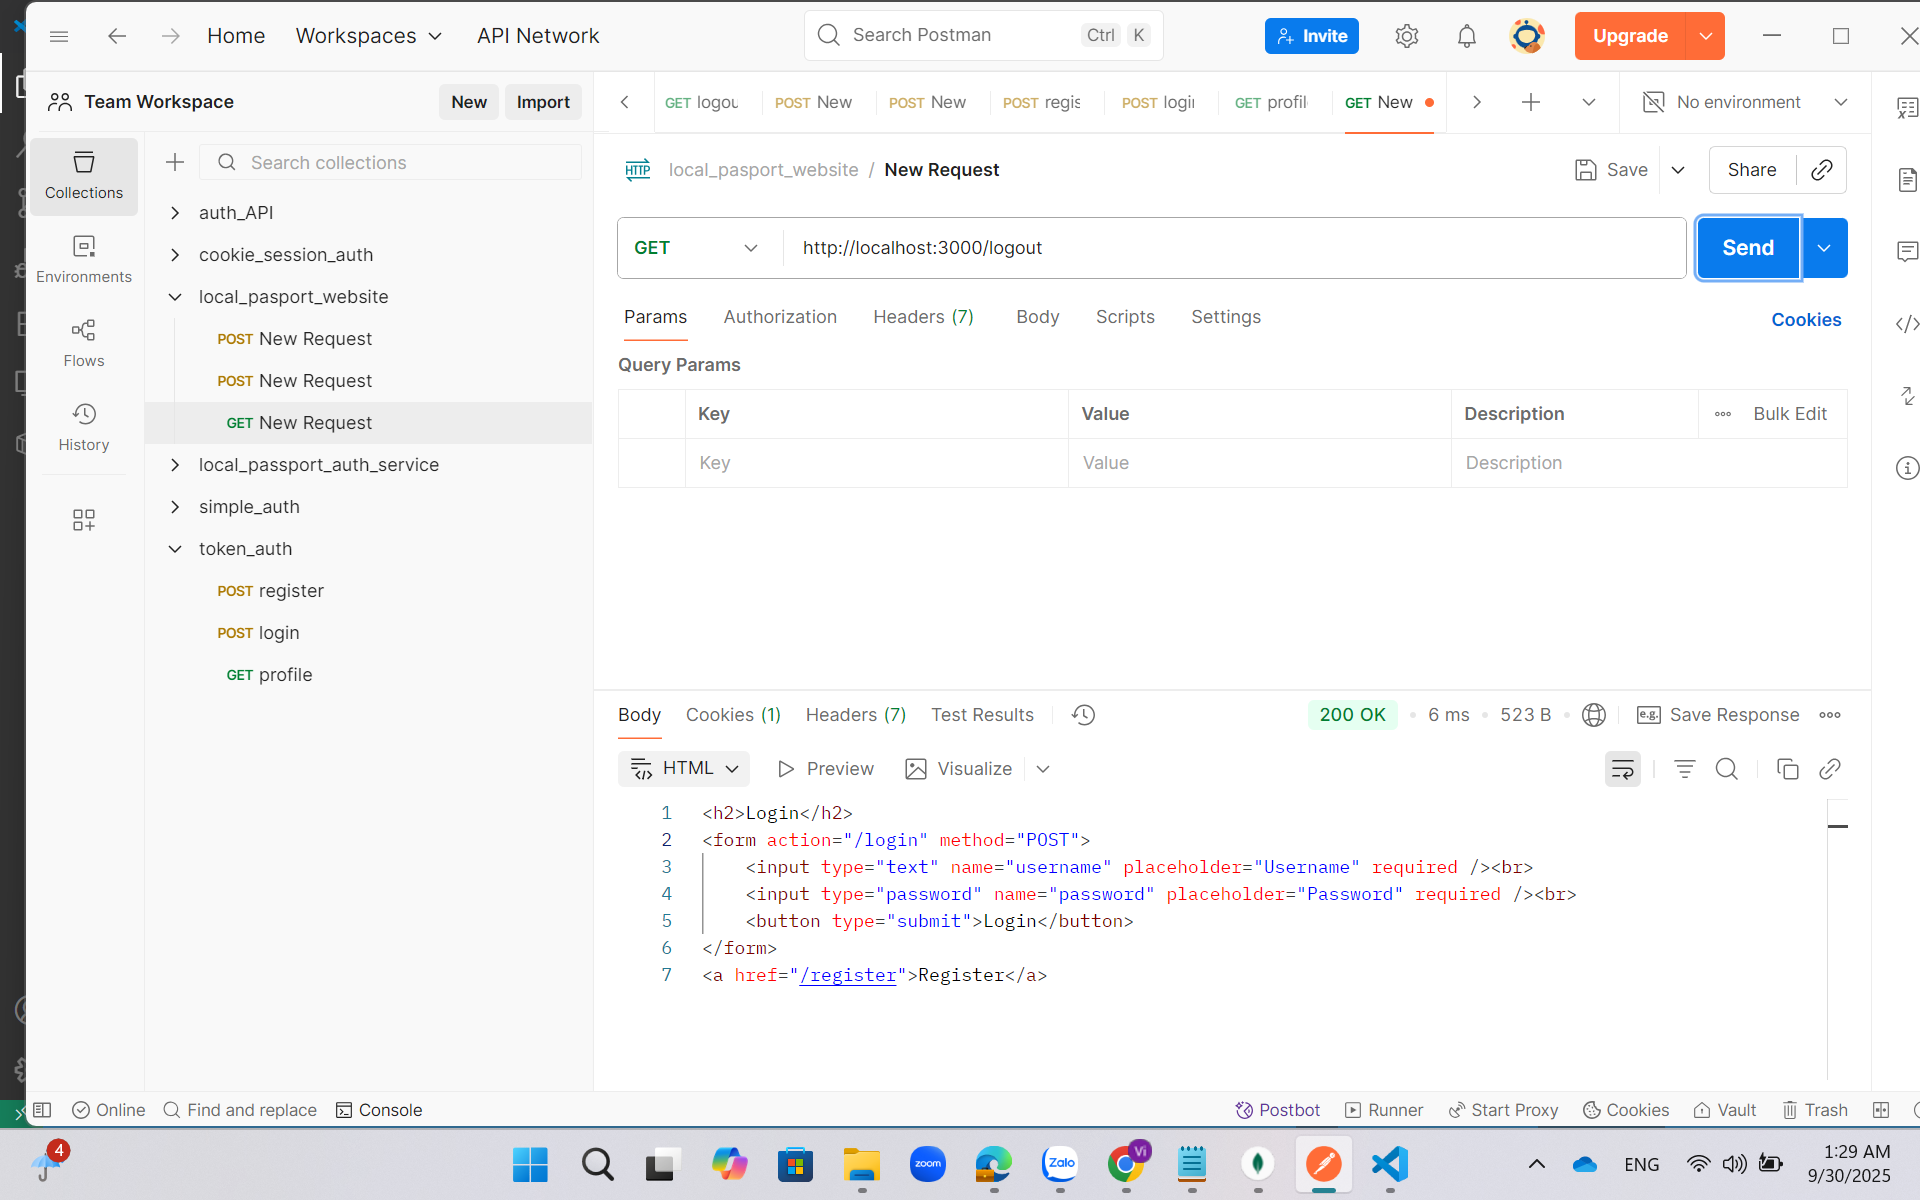 Home
Workspaces
API Network
Search Postman
Ctrl
K
Invite
Upgrade
Team Workspace
New
Import
GET logou
POST New
POST New
POST regis
POST login
GET profil
GET New
No environment
Collections
Environments
Flows
History
Search collections
auth_API
cookie_session_auth
local_pasport_website
POST New Request
POST New Request
GET New Request
local_passport_auth_service
simple_auth
token_auth
POST register
POST login
GET profile
HTTP
local_pasport_website / New Request
Save
Share
GET
http://localhost:3000/logout
Send
Params
Authorization
Headers (7)
Body
Scripts
Settings
Cookies
Query Params
Key
Value
Description
Bulk Edit
Key
Value
Description
Body
Cookies (1)
Headers (7)
Test Results
200 OK
6 ms
523 B
e.g.
Save Response
HTML
Preview
Visualize
1 <h2>Login</h2>
2 <form action="/login" method="POST">
3 <input type="text" name="username" placeholder="Username" required /><br>
4 <input type="password" name="password" placeholder="Password" required /><br>
5 <button type="submit">Login</button>
6 </form>
7 <a href="/register">Register</a>
Online
Find and replace
Console
Postbot
Runner
Start Proxy
Cookies
Vault
Trash
4
zoom
Zalo
Vi
ENG
1:29 AM
9/30/2025